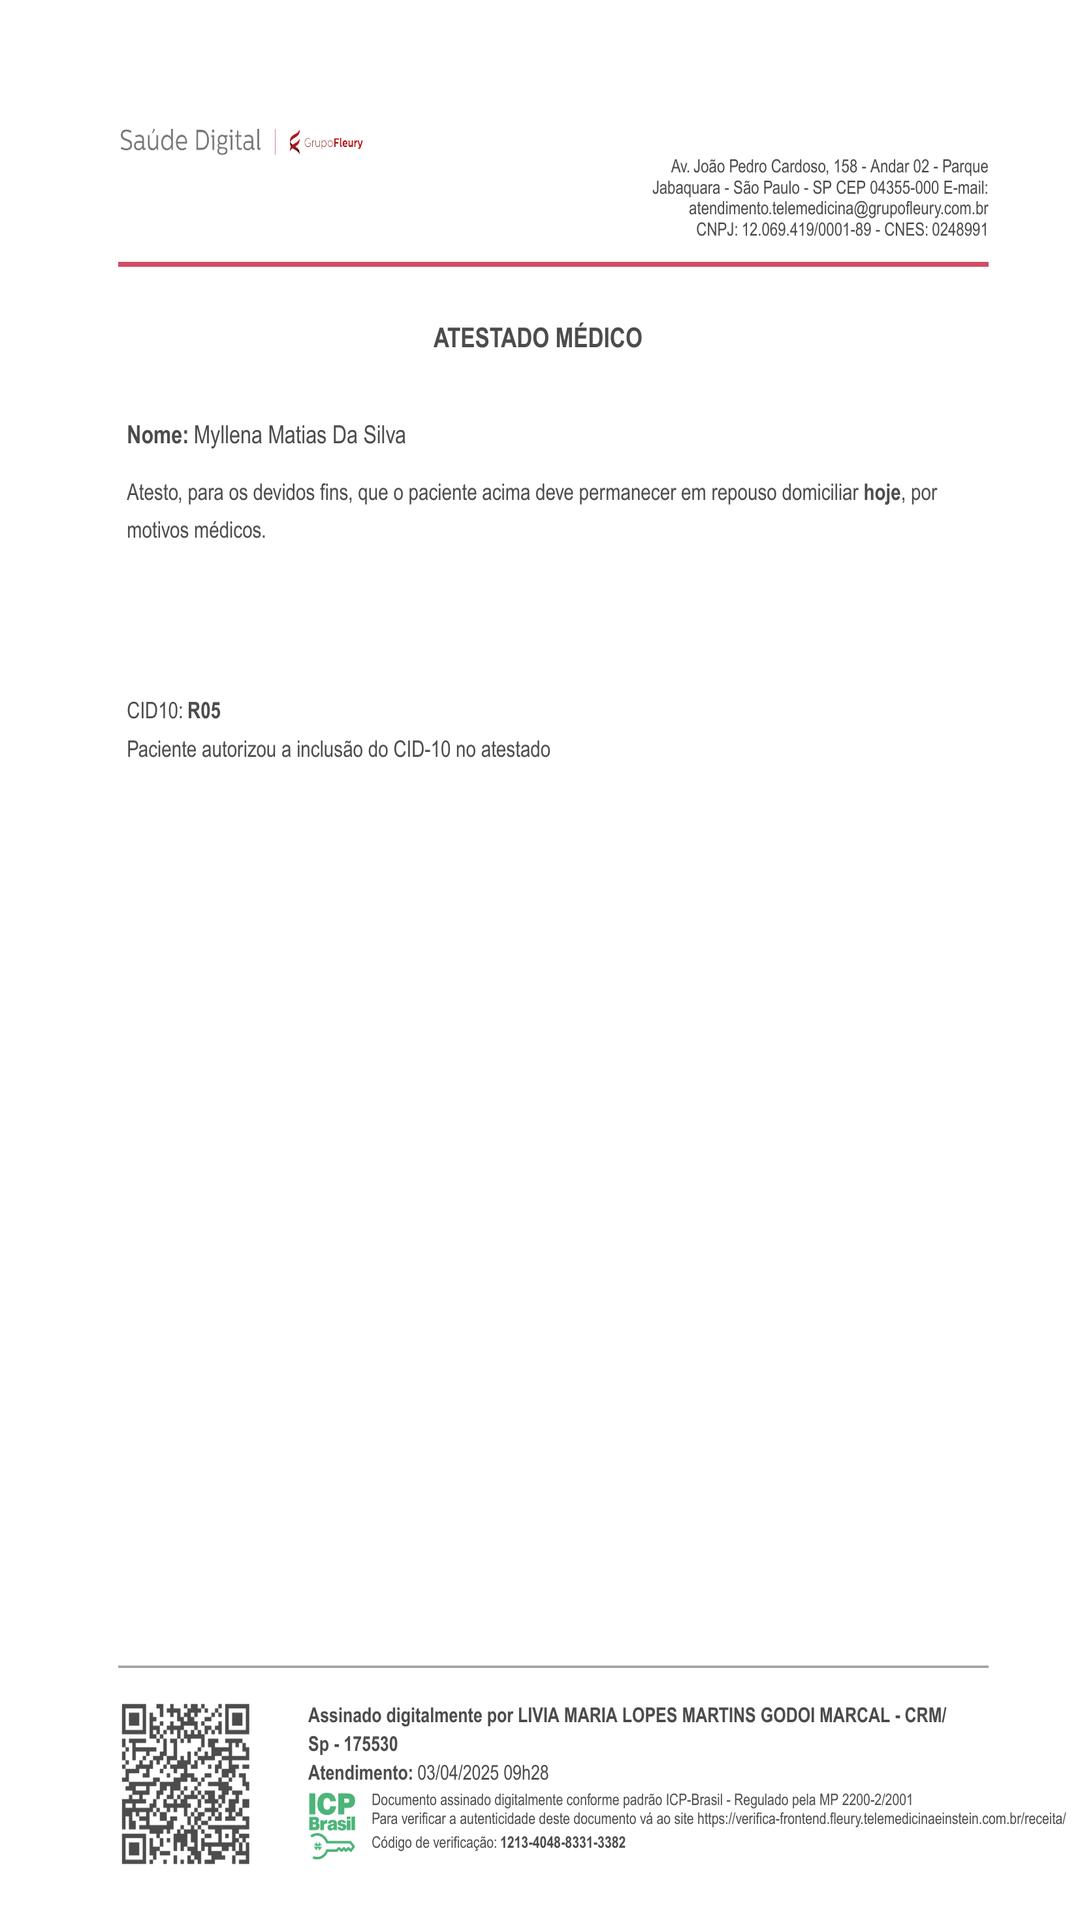 Saúde Digital | GrupoFleury
Av. João Pedro Cardoso, 158 - Andar 02 - Parque
Jabaquara - São Paulo - SP CEP 04355-000 E-mail:
atendimento.telemedicina@grupofleury.com.br
CNPJ: 12.069.419/0001-89 - CNES: 0248991
ATESTADO MÉDICO
Nome: Myllena Matias Da Silva
Atesto, para os devidos fins, que o paciente acima deve permanecer em repouso domiciliar hoje, por
motivos médicos.
CID10: R05
Paciente autorizou a inclusão do CID-10 no atestado
Assinado digitalmente por LIVIA MARIA LOPES MARTINS GODOI MARCAL - CRM/
Sp - 175530
Atendimento: 03/04/2025 09h28
ICP
Brasil
Documento assinado digitalmente conforme padrão ICP-Brasil - Regulado pela MP 2200-2/2001
Para verificar a autenticidade deste documento vá ao site https://verifica-frontend.fleury.telemedicinaeinstein.com.br/receita/
Código de verificação: 1213-4048-8331-3382